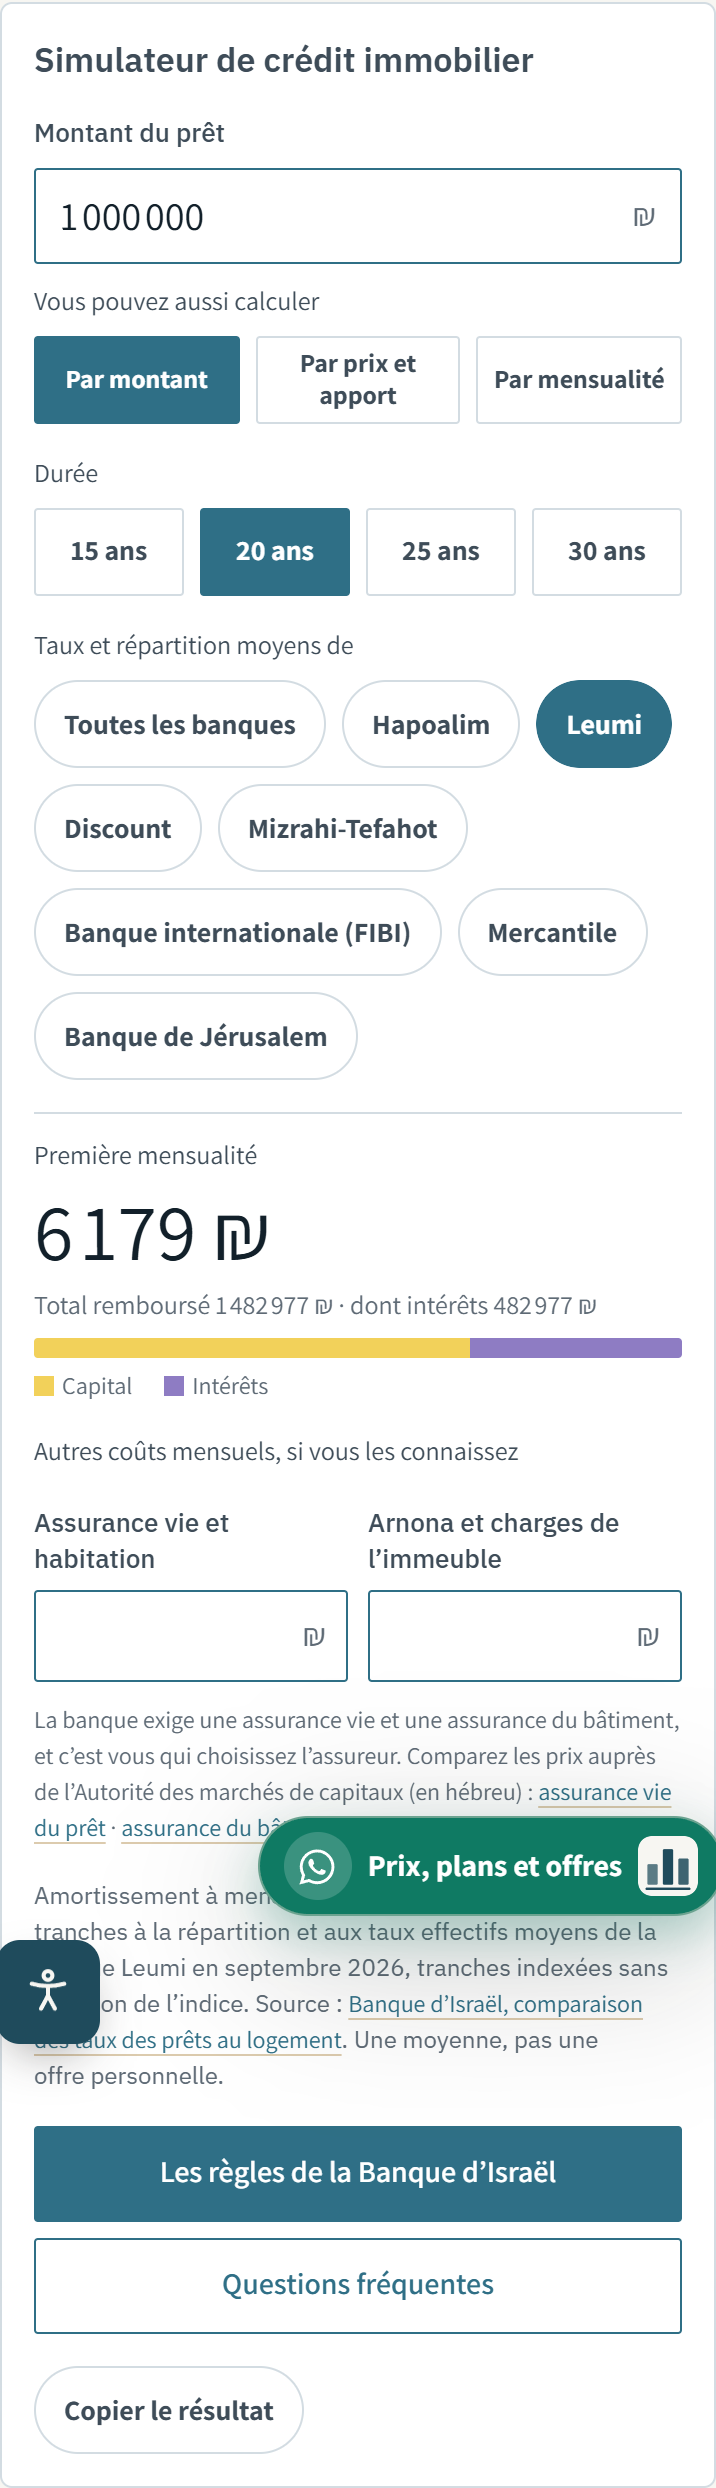 Simulateur de crédit immobilier
Montant du prêt
1 000 000 ₪
Vous pouvez aussi calculer
Par montant
Par prix et
apport
Par mensualité
Durée
15 ans
20 ans
25 ans
30 ans
Taux et répartition moyens de
Toutes les banques
Hapoalim
Leumi
Discount
Mizrahi-Tefahot
Banque internationale (FIBI)
Mercantile
Banque de Jérusalem
Première mensualité
6 179 ₪
Total remboursé 1 482 977 ₪ · dont intérêts 482 977 ₪
Capital
Intérêts
Autres coûts mensuels, si vous les connaissez
Assurance vie et
habitation
Arnona et charges de
l’immeuble
₪
₪
La banque exige une assurance vie et une assurance du bâtiment,
et c’est vous qui choisissez l’assureur. Comparez les prix auprès
de l’Autorité des marchés de capitaux (en hébreu) : assurance vie
du prêt · assurance du
Prix, plans et offres
Amortissement à
tranches à la répartition et aux taux effectifs moyens de la
Leumi en septembre 2026, tranches indexées sans
de l’indice. Source : Banque d’Israël, comparaison
taux des prêts au logement. Une moyenne, pas une
offre personnelle.
Les règles de la Banque d’Israël
Questions fréquentes
Copier le résultat